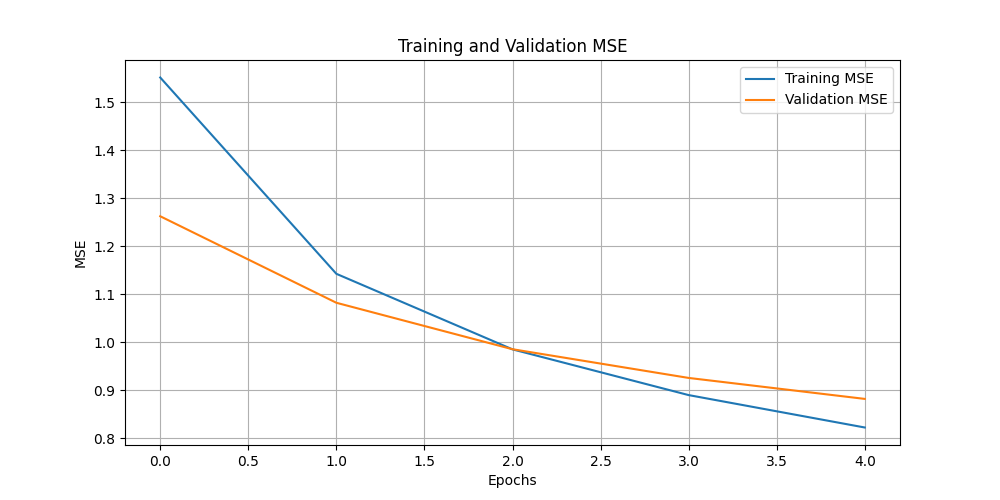 Training and Validation MSE
Training MSE
Validation MSE
MSE
1.5
1.4
1.3
1.2
1.1
1.0
0.9
0.8
0.0 0.5 1.0 1.5 2.0 2.5 3.0 3.5 4.0
Epochs